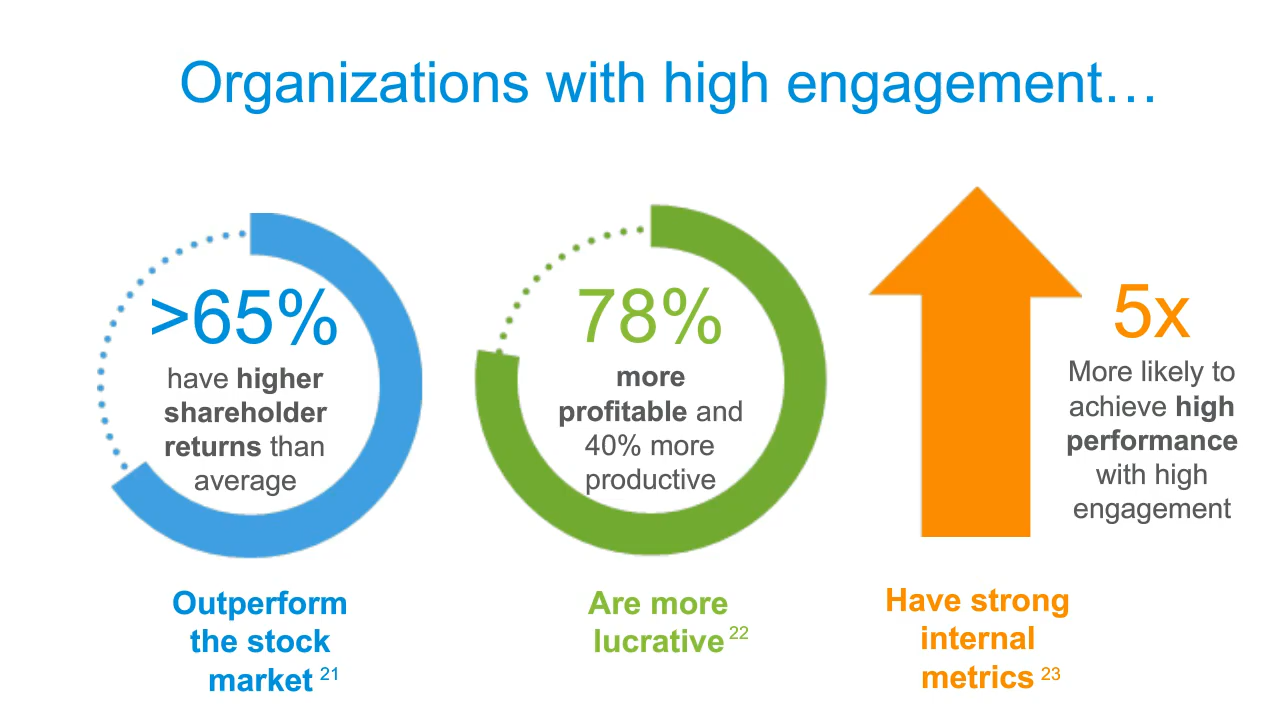 Organizations with high engagement…
>65%
have higher
shareholder
returns than
average
78%
more
profitable and
40% more
productive
5x
More likely to
achieve high
performance
with high
engagement
Outperform
the stock
market 21
Are more
lucrative 22
Have strong
internal
metrics 23